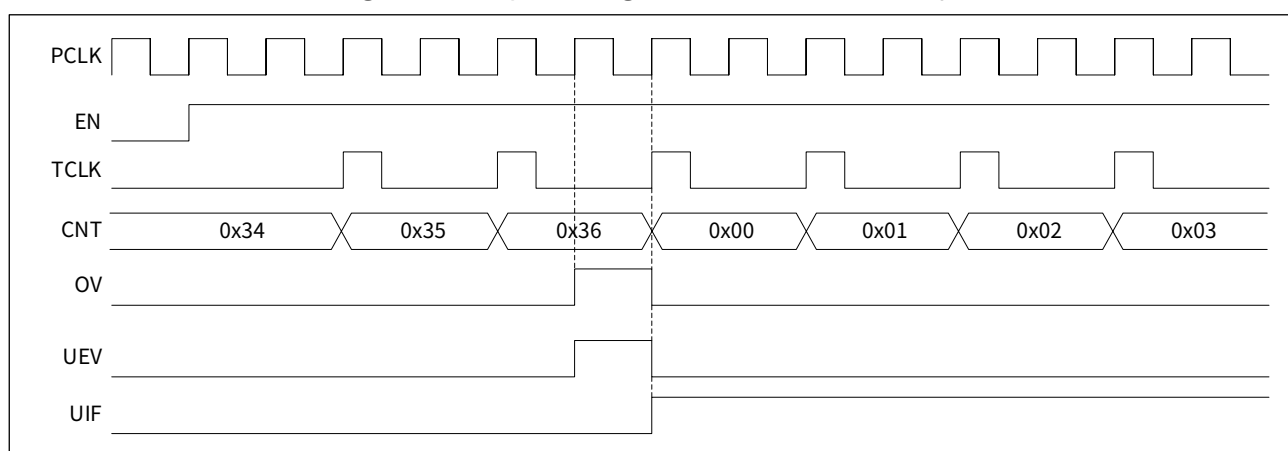 PCLK
EN
TCLK
CNT 0x34 0x35 0x36 0x00 0x01 0x02 0x03
OV
UEV
UIF